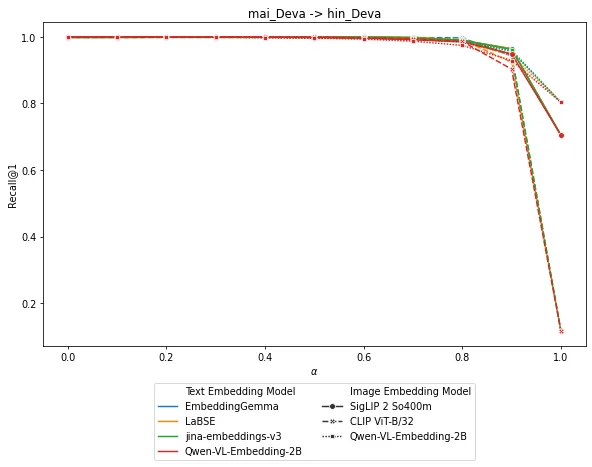 mai_Deva -> hin_Deva
1.0
0.8
0.6
0.4
0.2
Recall@1
0.0 0.2 0.4 0.6 0.8 1.0
α
Text Embedding Model Image Embedding Model
EmbeddingGemma SigLIP 2 So400m
LaBSE CLIP ViT-B/32
jina-embeddings-v3 Qwen-VL-Embedding-2B
Qwen-VL-Embedding-2B